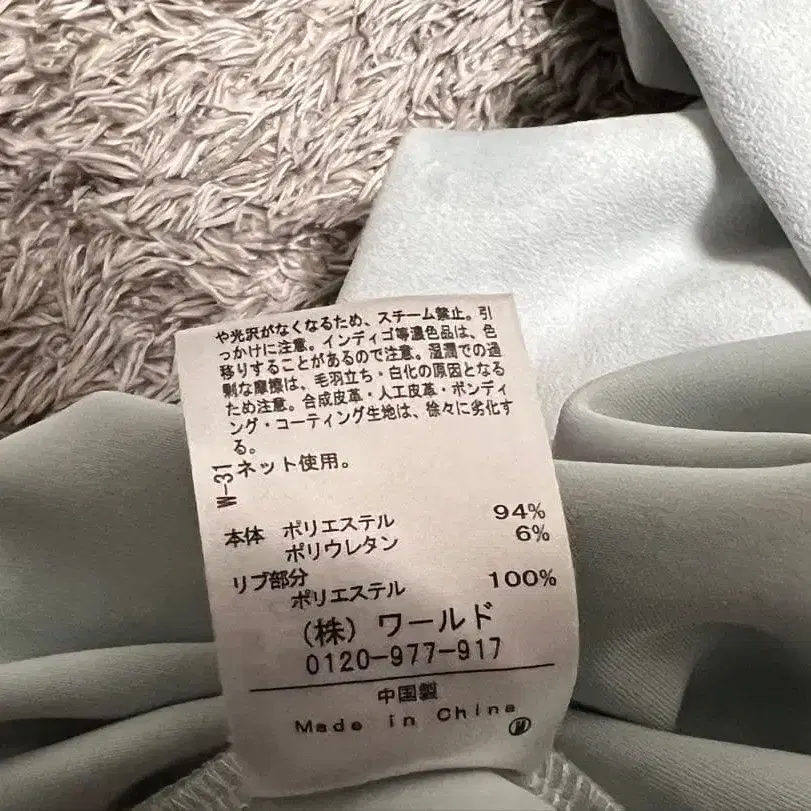 や光沢がなくなるため、スチーム禁止。引
っかけに注意。インディゴ等濃色品は、色
移りすることがあるので注意。湿潤での過
剰な摩擦は、毛羽立ち・白化の原因となる
ため注意。合成皮革・人工皮革・ボンディ
ング・コーティング生地は、徐々に劣化す
る。
W-31
ネット使用。
本体 ポリエステル 94%
ポリウレタン 6%
リブ部分
ポリエステル 100%
(株) ワールド
0120-977-917
中国製
Made in China